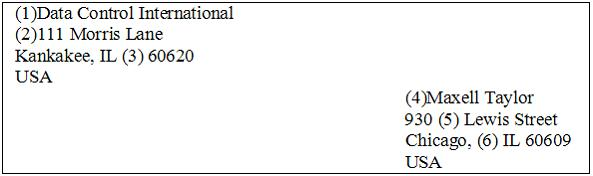 (1)Data Control International
(2)111 Morris Lane
Kankakee, IL (3) 60620
USA
(4)Maxell Taylor
930 (5) Lewis Street
Chicago, (6) IL 60609
USA